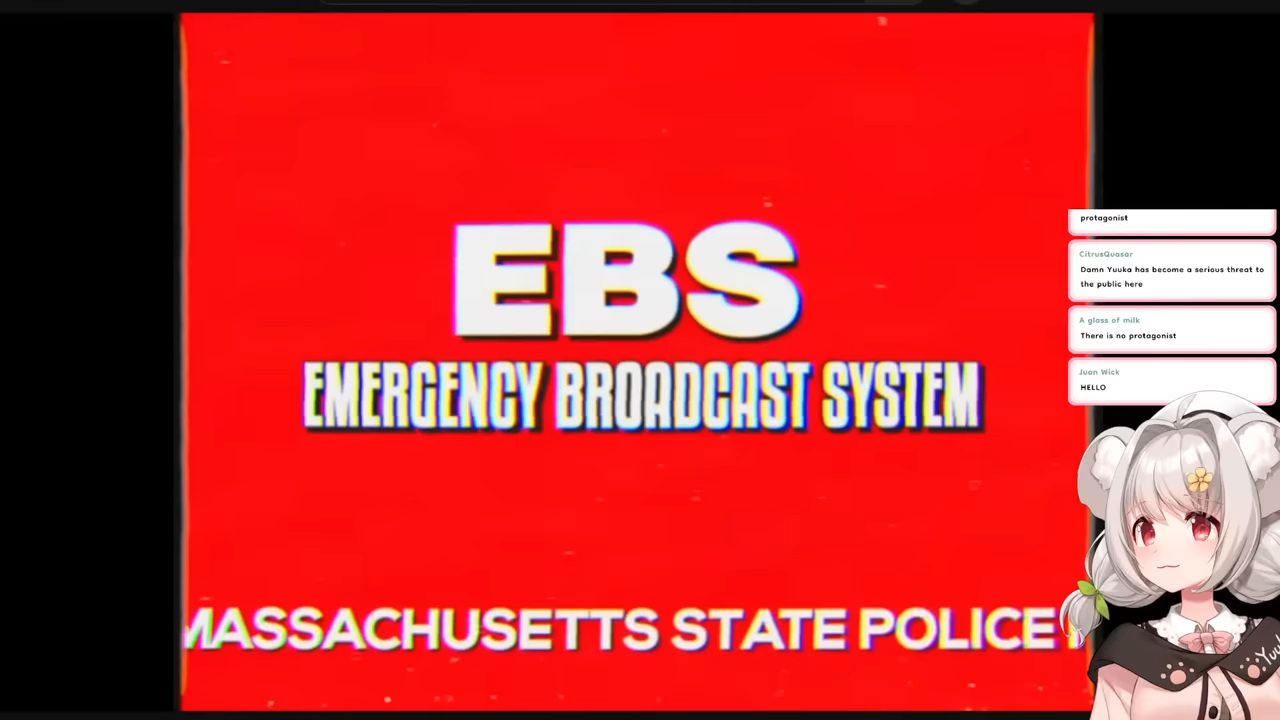 EBS
EMERGENCY BROADCAST SYSTEM
MASSACHUSETTS STATE POLICE
protagonist
CitrusQuasar
Damn Yuuka has become a serious threat to
the public here
A glass of milk
There is no protagonist
Juan Wick
HELLO